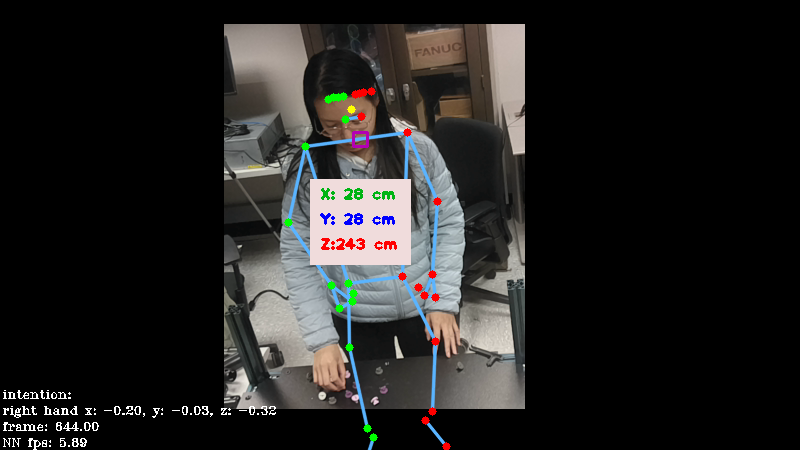 FANUC
X: 28 cm
Y: 28 cm
Z:243 cm
intention:
right hand x: -0.20, y: -0.03, z: -0.32
frame: 644.00
NN fps: 5.89